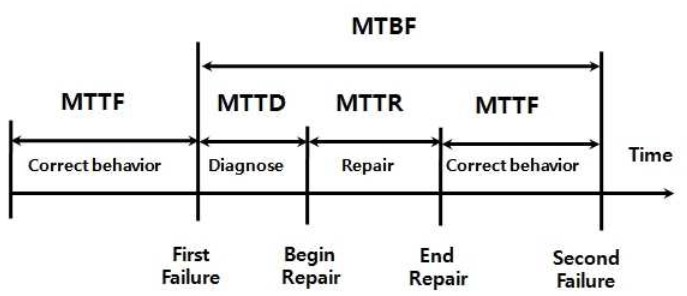 MTBF
MTTF MTTD MTTR MTTF
Correct behavior Diagnose Repair Correct behavior Time
First Failure
Begin Repair
End Repair
Second Failure